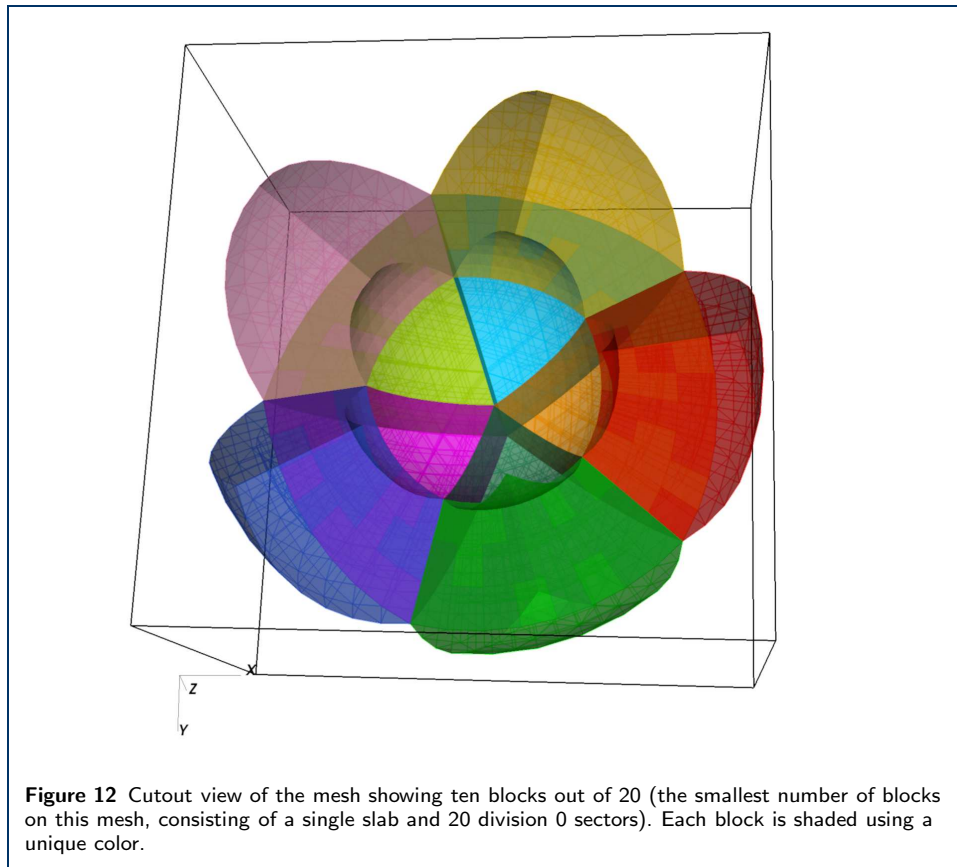 X
Z
Y
Figure 12 Cutout view of the mesh showing ten blocks out of 20 (the smallest number of blocks
on this mesh, consisting of a single slab and 20 division 0 sectors). Each block is shaded using a
unique color.